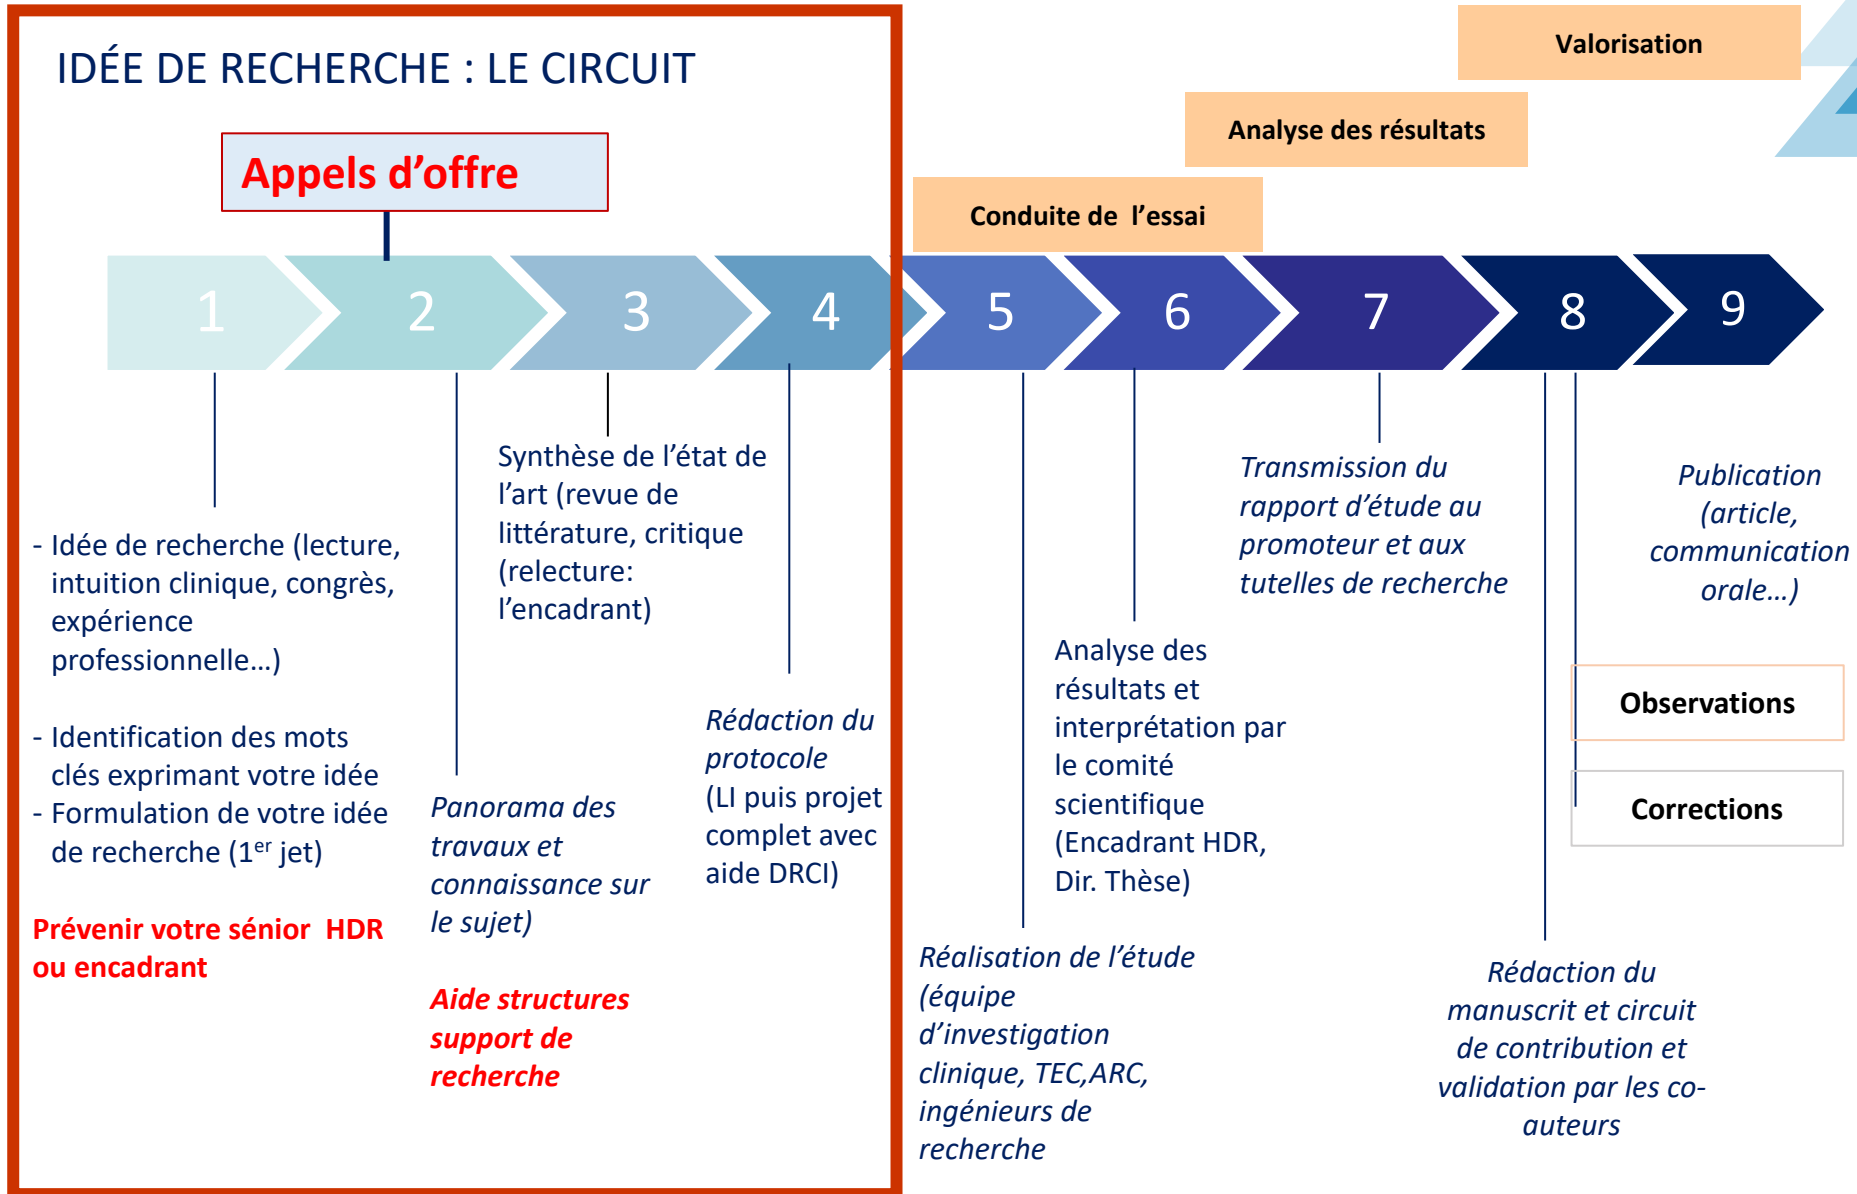 IDÉE DE RECHERCHE : LE CIRCUIT
Valorisation
Analyse des résultats
Appels d’offre
Conduite de l’essai
1
2
3
4
5
6
7
8
9
- Idée de recherche (lecture,
intuition clinique, congrès,
expérience
professionnelle…)
- Identification des mots
clés exprimant votre idée
- Formulation de votre idée
de recherche (1er jet)
Prévenir votre sénior HDR
ou encadrant
Panorama des
travaux et
connaissance sur
le sujet)
Aide structures
support de
recherche
Synthèse de l’état de
l’art (revue de
littérature, critique
(relecture:
l’encadrant)
Rédaction du
protocole
(LI puis projet
complet avec
aide DRCI)
Réalisation de l’étude
(équipe
d’investigation
clinique, TEC,ARC,
ingénieurs de
recherche
Analyse des
résultats et
interprétation par
le comité
scientifique
(Encadrant HDR,
Dir. Thèse)
Transmission du
rapport d’étude au
promoteur et aux
tutelles de recherche
Rédaction du
manuscrit et circuit
de contribution et
validation par les co-
auteurs
Publication
(article,
communication
orale…)
Observations
Corrections